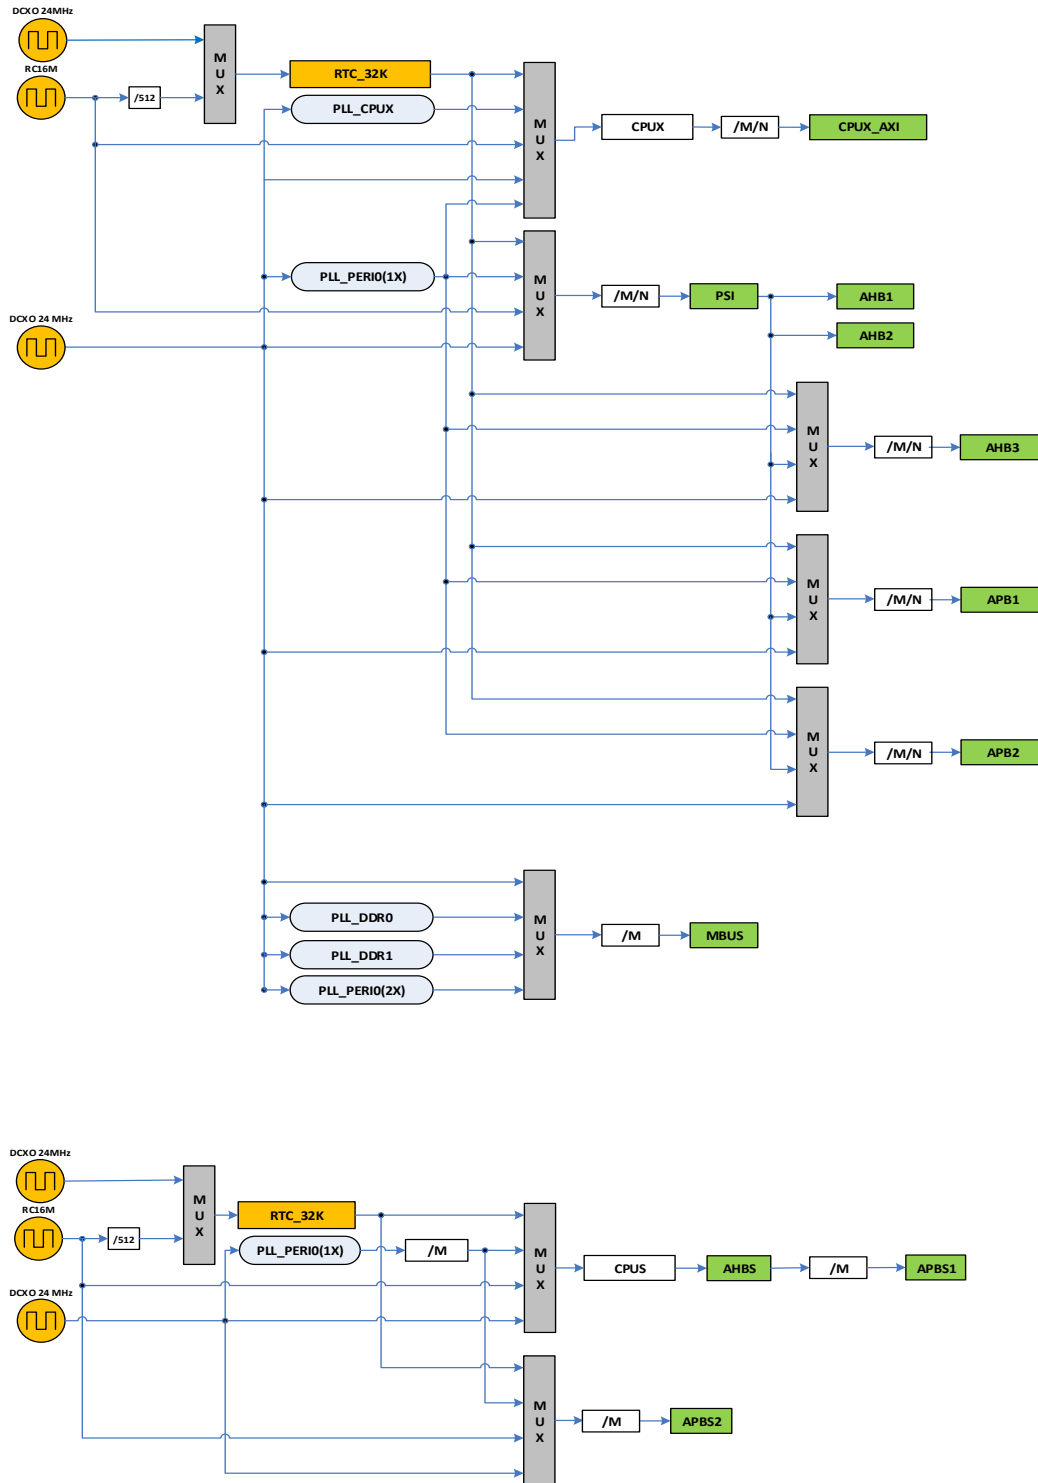 DCXO 24MHz
M
U
X
RC16M
/512
RTC_32K
PLL_CPUX
M
U
X
CPUX
/M/N
CPUX_AXI
PLL_PERI0(1X)
M
U
X
/M/N
PSI
AHB1
AHB2
DCXO 24 MHz
M
U
X
/M/N
AHB3
M
U
X
/M/N
APB1
M
U
X
/M/N
APB2
PLL_DDR0
PLL_DDR1
PLL_PERI0(2X)
M
U
X
/M
MBUS
DCXO 24MHz
M
U
X
RC16M
/512
RTC_32K
PLL_PERI0(1X)
/M
M
U
X
CPUS
AHBS
/M
APBS1
DCXO 24 MHz
M
U
X
/M
APBS2